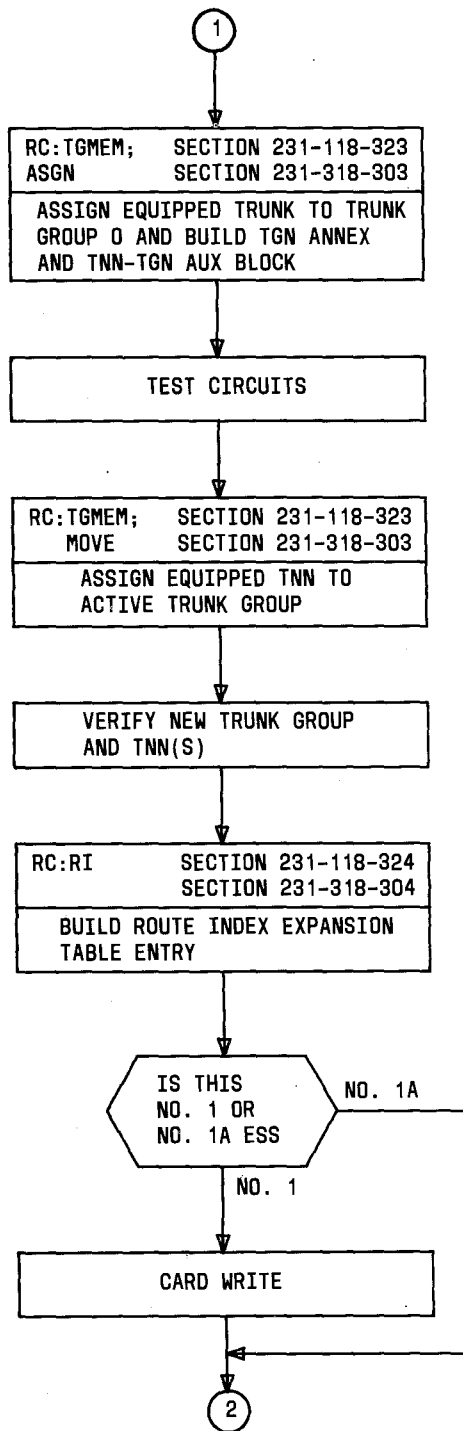 1
RC:TGMEM; SECTION 231-118-323
ASGN SECTION 231-318-303
ASSIGN EQUIPPED TRUNK TO TRUNK
GROUP 0 AND BUILD TGN ANNEX
AND TNN-TGN AUX BLOCK
TEST CIRCUITS
RC:TGMEM; SECTION 231-118-323
MOVE SECTION 231-318-303
ASSIGN EQUIPPED TNN TO
ACTIVE TRUNK GROUP
VERIFY NEW TRUNK GROUP
AND TNN(S)
RC:RI SECTION 231-118-324
SECTION 231-318-304
BUILD ROUTE INDEX EXPANSION
TABLE ENTRY
IS THIS
NO. 1 OR
NO. 1A ESS
NO. 1A
NO. 1
CARD WRITE
2